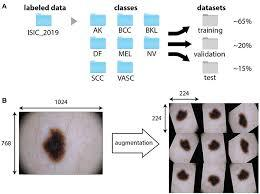 A
labeled data
classes
datasets
ISIC_2019
AK BCC BKL
~65%
training
DF MEL NV
~20%
validation
SCC VASC
~15%
test
B
1024
224
224
768
augmentation